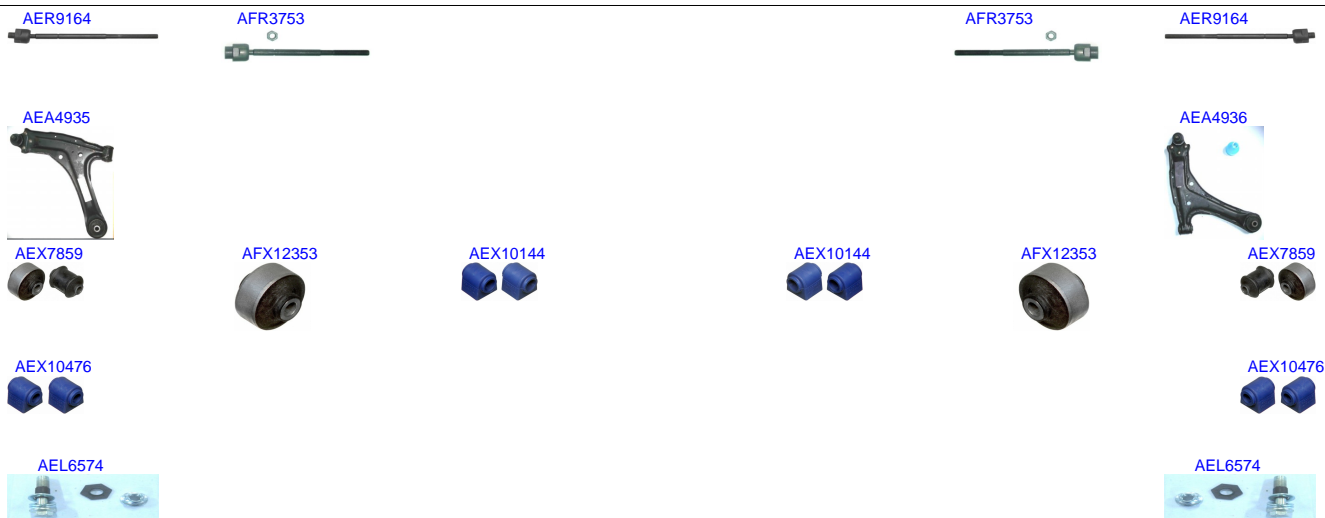 AER9164 AFR3753 AFR3753 AER9164
AEA4935 AEA4936
AEX7859 AFX12353 AEX10144 AEX10144 AFX12353 AEX7859
AEX10476 AEX10476
AEL6574 AEL6574